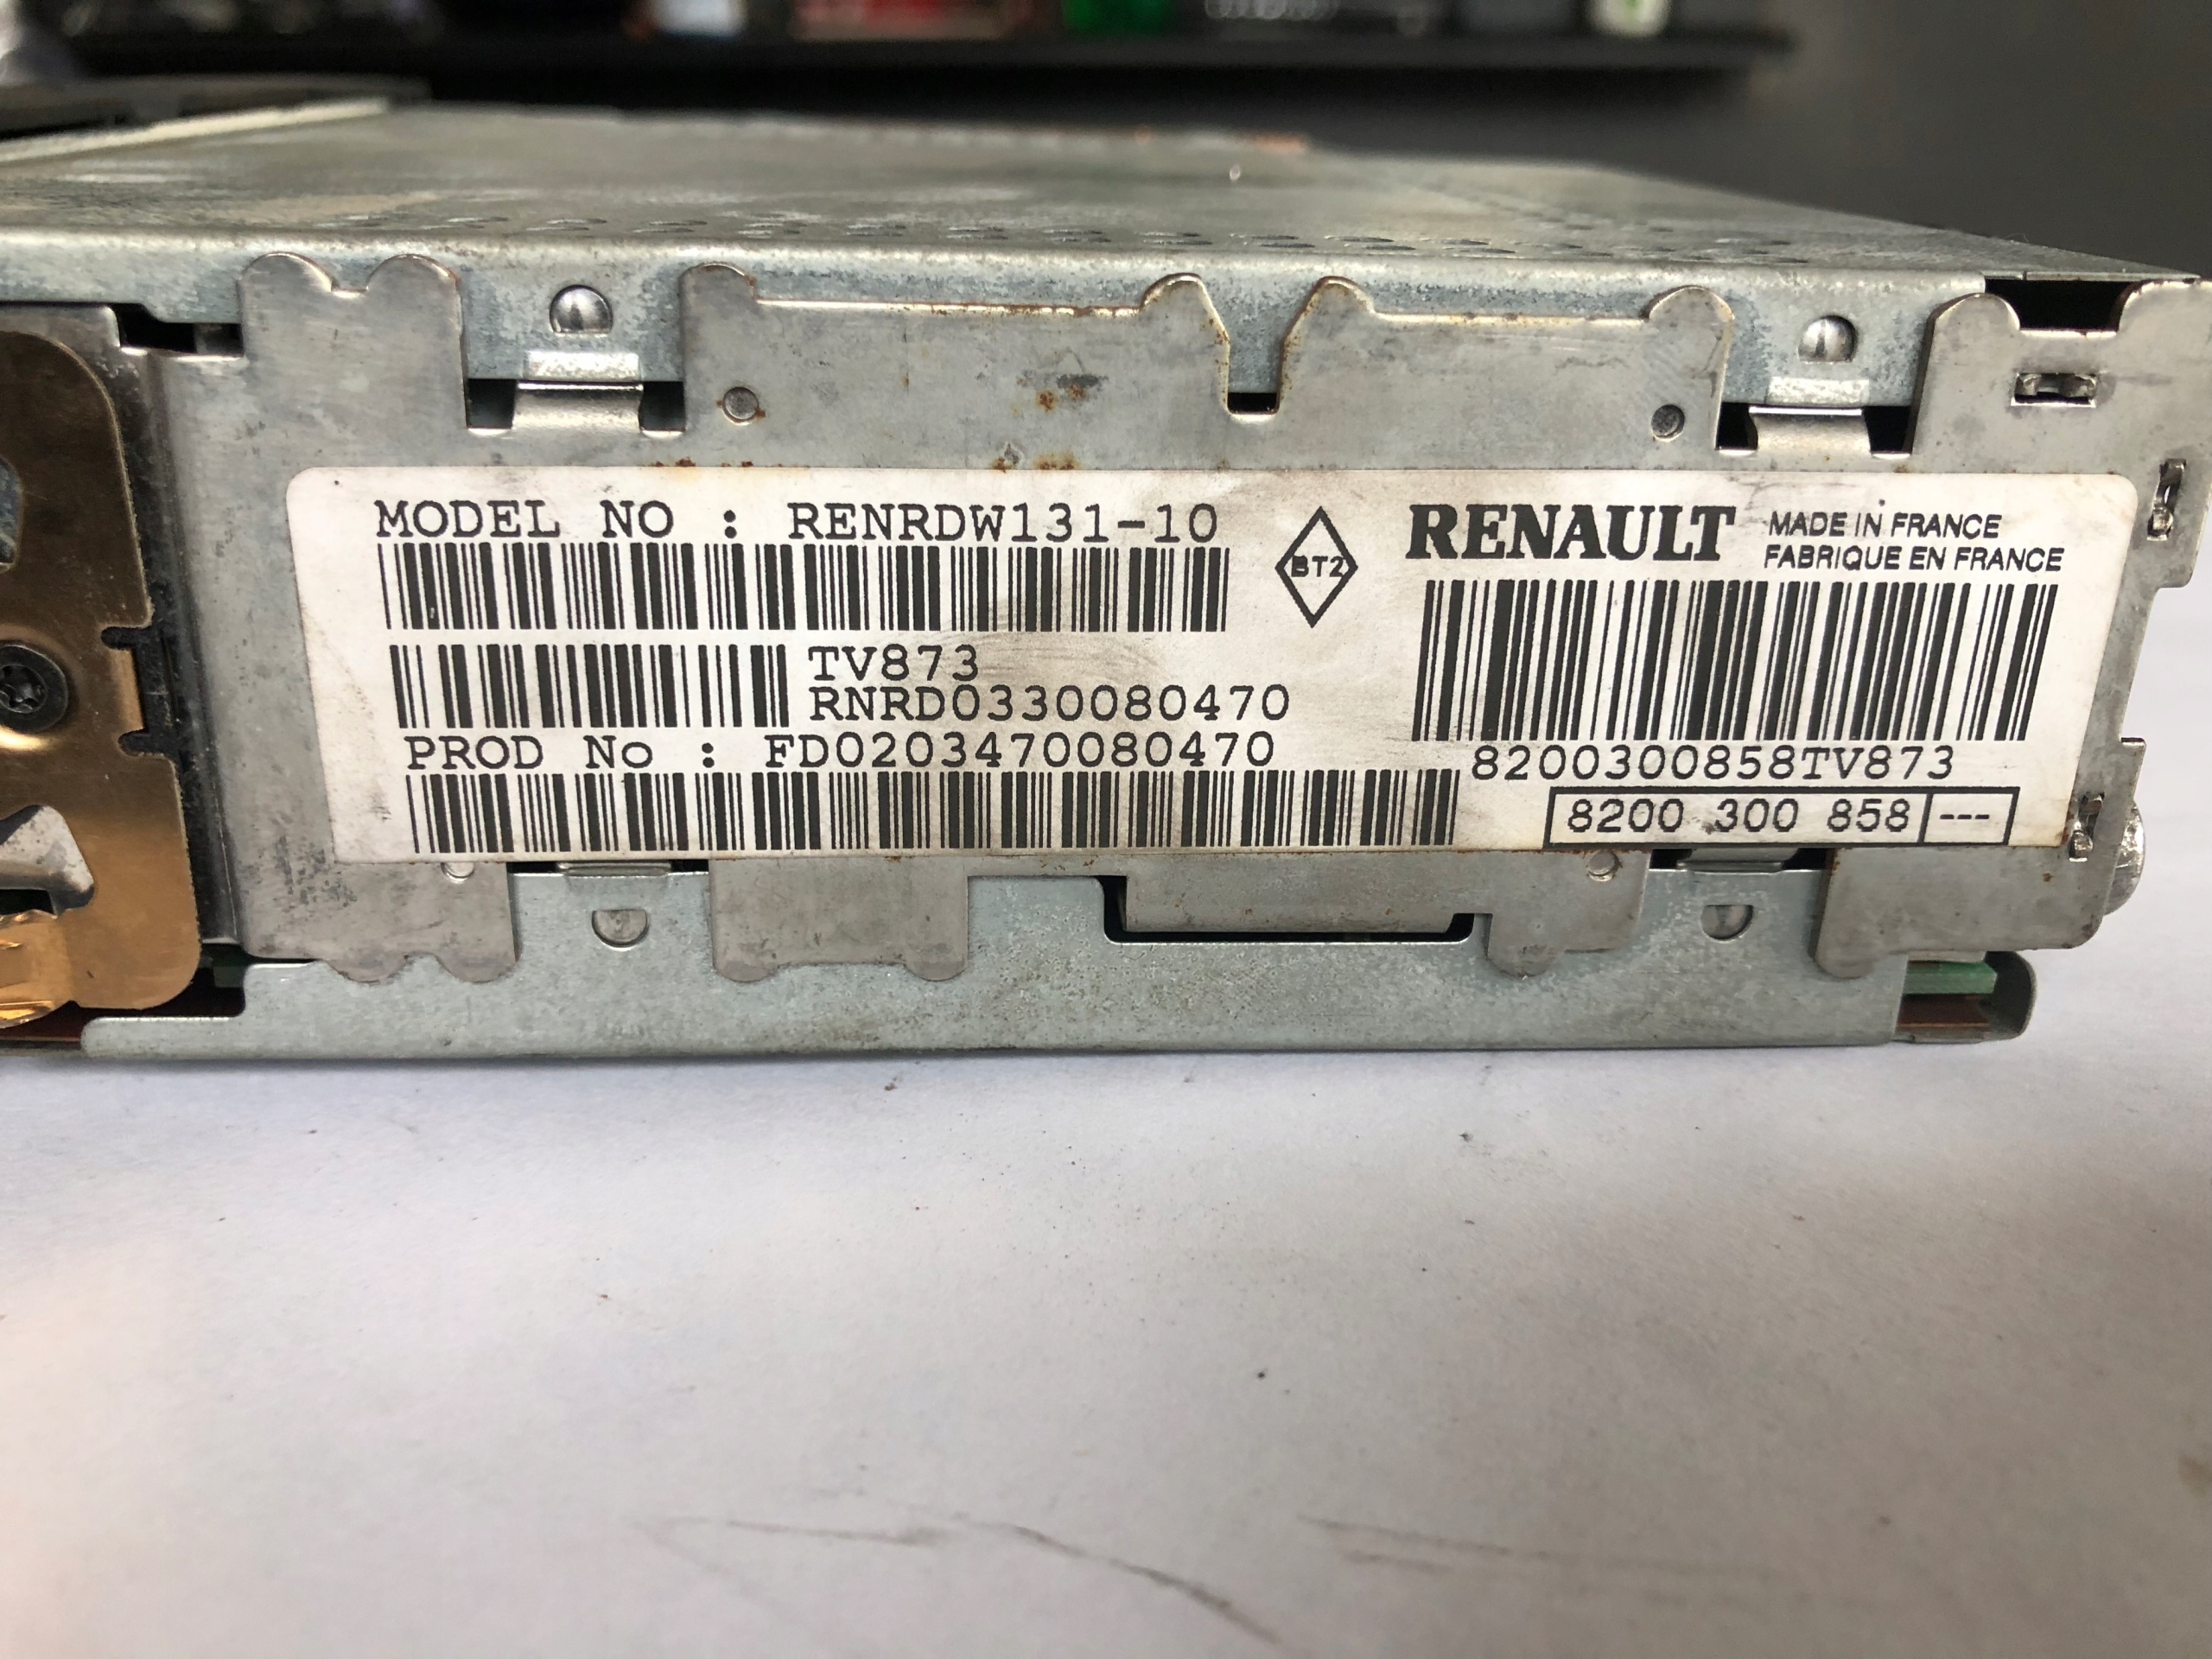 MODEL NO : RENRDW131-10
TV873
RNRD0330080470
PROD No : FD0203470080470
BT2
RENAULT
MADE IN FRANCE
FABRIQUE EN FRANCE
8200300858TV873
8200 300 858 ---